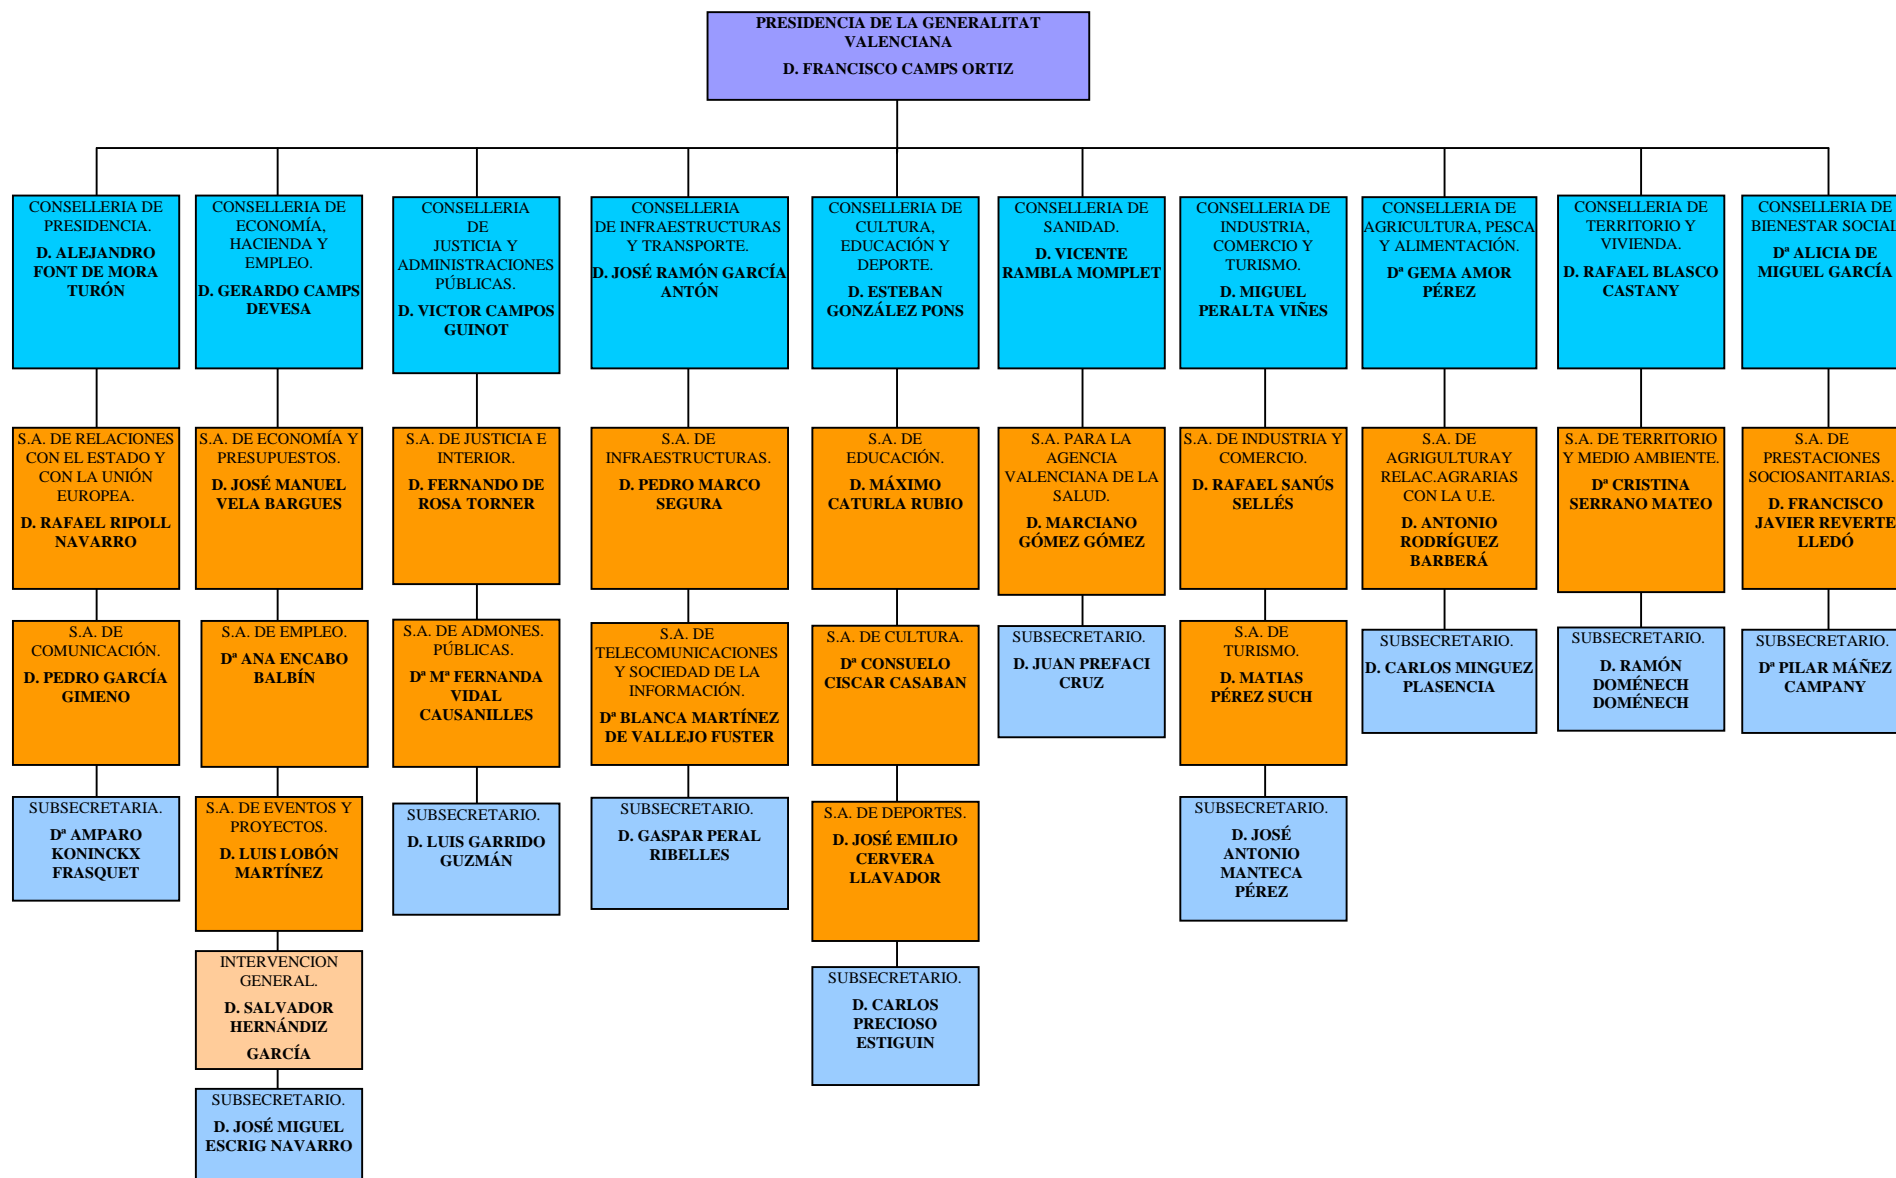 PRESIDENCIA DE LA GENERALITAT
VALENCIANA
D. FRANCISCO CAMPS ORTIZ
CONSELLERIA DE
PRESIDENCIA.
D. ALEJANDRO
FONT DE MORA
TURÓN
CONSELLERIA DE
ECONOMÍA,
HACIENDA Y
EMPLEO.
D. GERARDO CAMPS
DEVESA
CONSELLERIA
DE
JUSTICIA Y
ADMINISTRACIONES
PÚBLICAS.
D. VICTOR CAMPOS
GUINOT
CONSELLERIA
DE INFRAESTRUCTURAS
Y TRANSPORTE.
D. JOSÉ RAMÓN GARCÍA
ANTÓN
CONSELLERIA DE
CULTURA,
EDUCACIÓN Y
DEPORTE.
D. ESTEBAN
GONZÁLEZ PONS
CONSELLERIA DE
SANIDAD.
D. VICENTE
RAMBLA MOMPLET
CONSELLERIA DE
INDUSTRIA,
COMERCIO Y
TURISMO.
D. MIGUEL
PERALTA VIÑES
CONSELLERIA DE
AGRICULTURA, PESCA
Y ALIMENTACIÓN.
Dª GEMA AMOR
PÉREZ
CONSELLERIA DE
TERRITORIO Y
VIVIENDA.
D. RAFAEL BLASCO
CASTANY
CONSELLERIA DE
BIENESTAR SOCIAL
Dª ALICIA DE
MIGUEL GARCÍA
S.A. DE RELACIONES
CON EL ESTADO Y
CON LA UNIÓN
EUROPEA.
D. RAFAEL RIPOLL
NAVARRO
S.A. DE ECONOMÍA Y
PRESUPUESTOS.
D. JOSÉ MANUEL
VELA BARGUES
S.A. DE JUSTICIA E
INTERIOR.
D. FERNANDO DE
ROSA TORNER
S.A. DE
INFRAESTRUCTURAS.
D. PEDRO MARCO
SEGURA
S.A. DE
EDUCACIÓN.
D. MÁXIMO
CATURLA RUBIO
S.A. PARA LA
AGENCIA
VALENCIANA DE LA
SALUD.
D. MARCIANO
GÓMEZ GÓMEZ
S.A. DE INDUSTRIA Y
COMERCIO.
D. RAFAEL SANÚS
SELLÉS
S.A. DE
AGRIGULTURAY
RELAC.AGRARIAS
CON LA U.E.
D. ANTONIO
RODRÍGUEZ
BARBERÁ
S.A. DE TERRITORIO
Y MEDIO AMBIENTE.
Dª CRISTINA
SERRANO MATEO
S.A. DE
PRESTACIONES
SOCIOSANITARIAS.
D. FRANCISCO
JAVIER REVERTE
LLEDÓ
S.A. DE
COMUNICACIÓN.
D. PEDRO GARCÍA
GIMENO
S.A. DE EMPLEO.
Dª ANA ENCABO
BALBÍN
S.A. DE ADMONES.
PÚBLICAS.
Dª Mª FERNANDA
VIDAL
CAUSANILLES
S.A. DE
TELECOMUNICACIONES
Y SOCIEDAD DE LA
INFORMACIÓN.
Dª BLANCA MARTÍNEZ
DE VALLEJO FUSTER
S.A. DE CULTURA.
Dª CONSUELO
CISCAR CASABAN
SUBSECRETARIO.
D. JUAN PREFACI
CRUZ
S.A. DE
TURISMO.
D. MATIAS
PÉREZ SUCH
SUBSECRETARIO.
D. CARLOS MINGUEZ
PLASENCIA
SUBSECRETARIO.
D. RAMÓN
DOMÉNECH
DOMÉNECH
SUBSECRETARIO.
Dª PILAR MÁÑEZ
CAMPANY
SUBSECRETARIA.
Dª AMPARO
KONINCKX
FRASQUET
S.A. DE EVENTOS Y
PROYECTOS.
D. LUIS LOBÓN
MARTÍNEZ
SUBSECRETARIO.
D. LUIS GARRIDO
GUZMÁN
SUBSECRETARIO.
D. GASPAR PERAL
RIBELLES
S.A. DE DEPORTES.
D. JOSÉ EMILIO
CERVERA
LLAVADOR
SUBSECRETARIO.
D. JOSÉ
ANTONIO
MANTECA
PÉREZ
INTERVENCION
GENERAL.
D. SALVADOR
HERNÁNDIZ
GARCÍA
SUBSECRETARIO.
D. CARLOS
PRECIOSO
ESTIGUIN
SUBSECRETARIO.
D. JOSÉ MIGUEL
ESCRIG NAVARRO